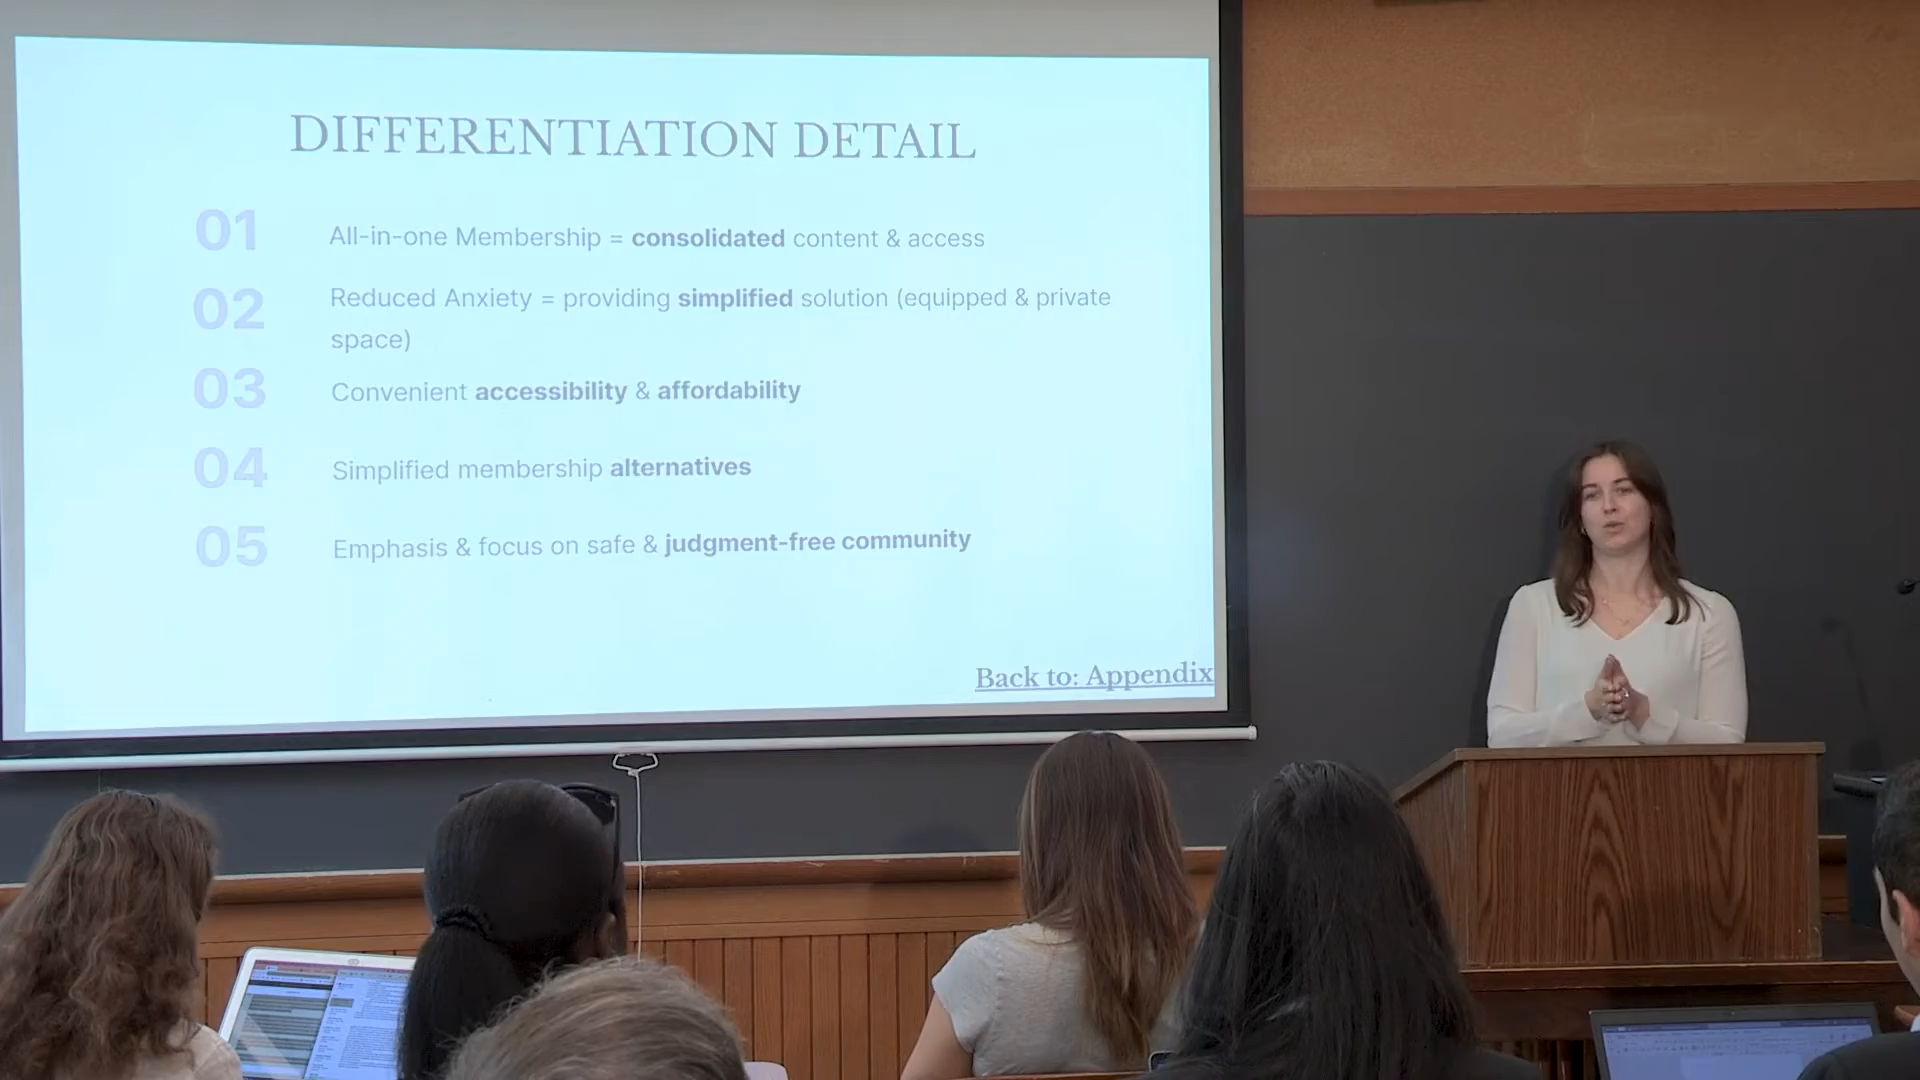 DIFFERENTIATION DETAIL
01 All-in-one Membership = consolidated content & access
02 Reduced Anxiety = providing simplified solution (equipped & private
space)
03 Convenient accessibility & affordability
04 Simplified membership alternatives
05 Emphasis & focus on safe & judgment-free community
Back to: Appendix